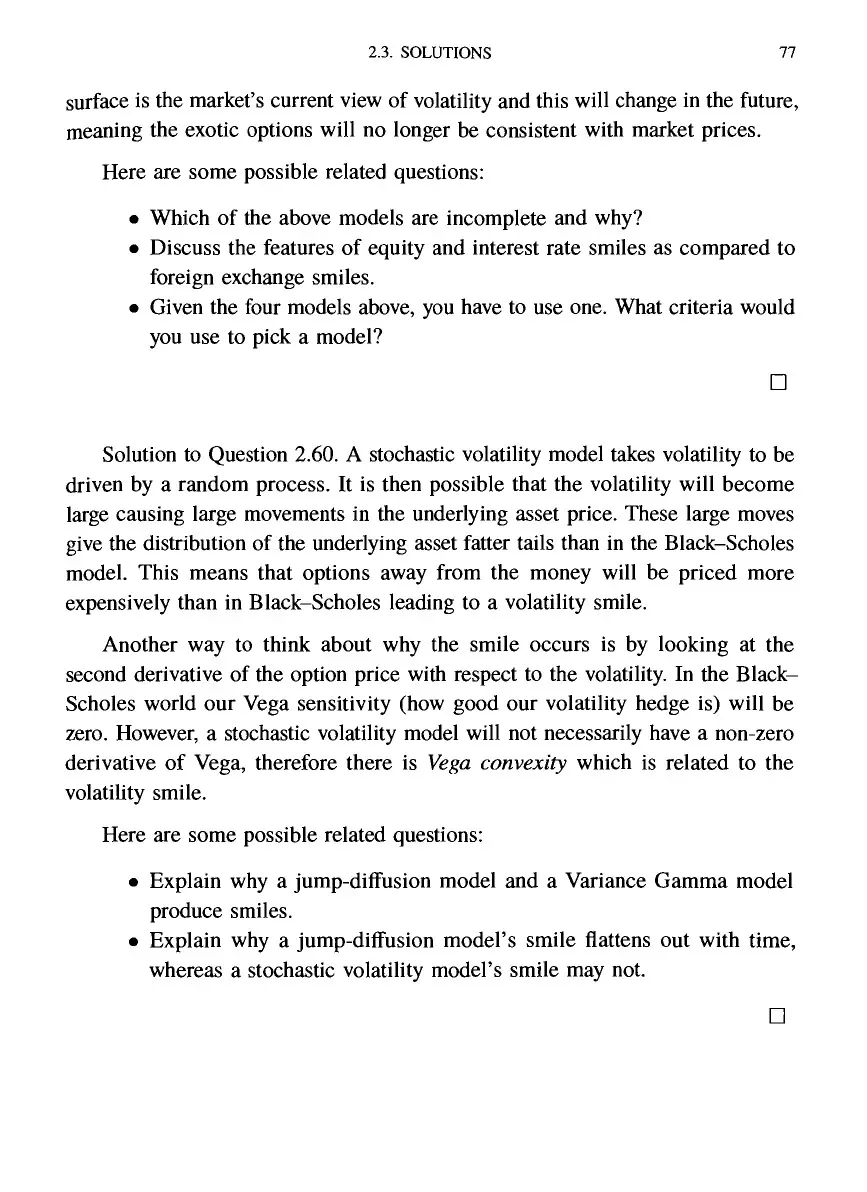 2.3. SOLUTIONS 77
surface is the market's current view of volatility and this will change in the future,
meaning the exotic options will no longer be consistent with market prices.
Here are some possible related questions:
• Which of the above models are incomplete and why?
• Discuss the features of equity and interest rate smiles as compared to
foreign exchange smiles.
• Given the four models above, you have to use one. What criteria would
you use to pick a model?
□
Solution to Question 2.60. A stochastic volatility model takes volatility to be
driven by a random process. It is then possible that the volatility will become
large causing large movements in the underlying asset price. These large moves
give the distribution of the underlying asset fatter tails than in the Black–Scholes
model. This means that options away from the money will be priced more
expensively than in Black–Scholes leading to a volatility smile.
Another way to think about why the smile occurs is by looking at the
second derivative of the option price with respect to the volatility. In the Black–
Scholes world our Vega sensitivity (how good our volatility hedge is) will be
zero. However, a stochastic volatility model will not necessarily have a non-zero
derivative of Vega, therefore there is Vega convexity which is related to the
volatility smile.
Here are some possible related questions:
• Explain why a jump-diffusion model and a Variance Gamma model
produce smiles.
• Explain why a jump-diffusion model's smile flattens out with time,
whereas a stochastic volatility model's smile may not.
□